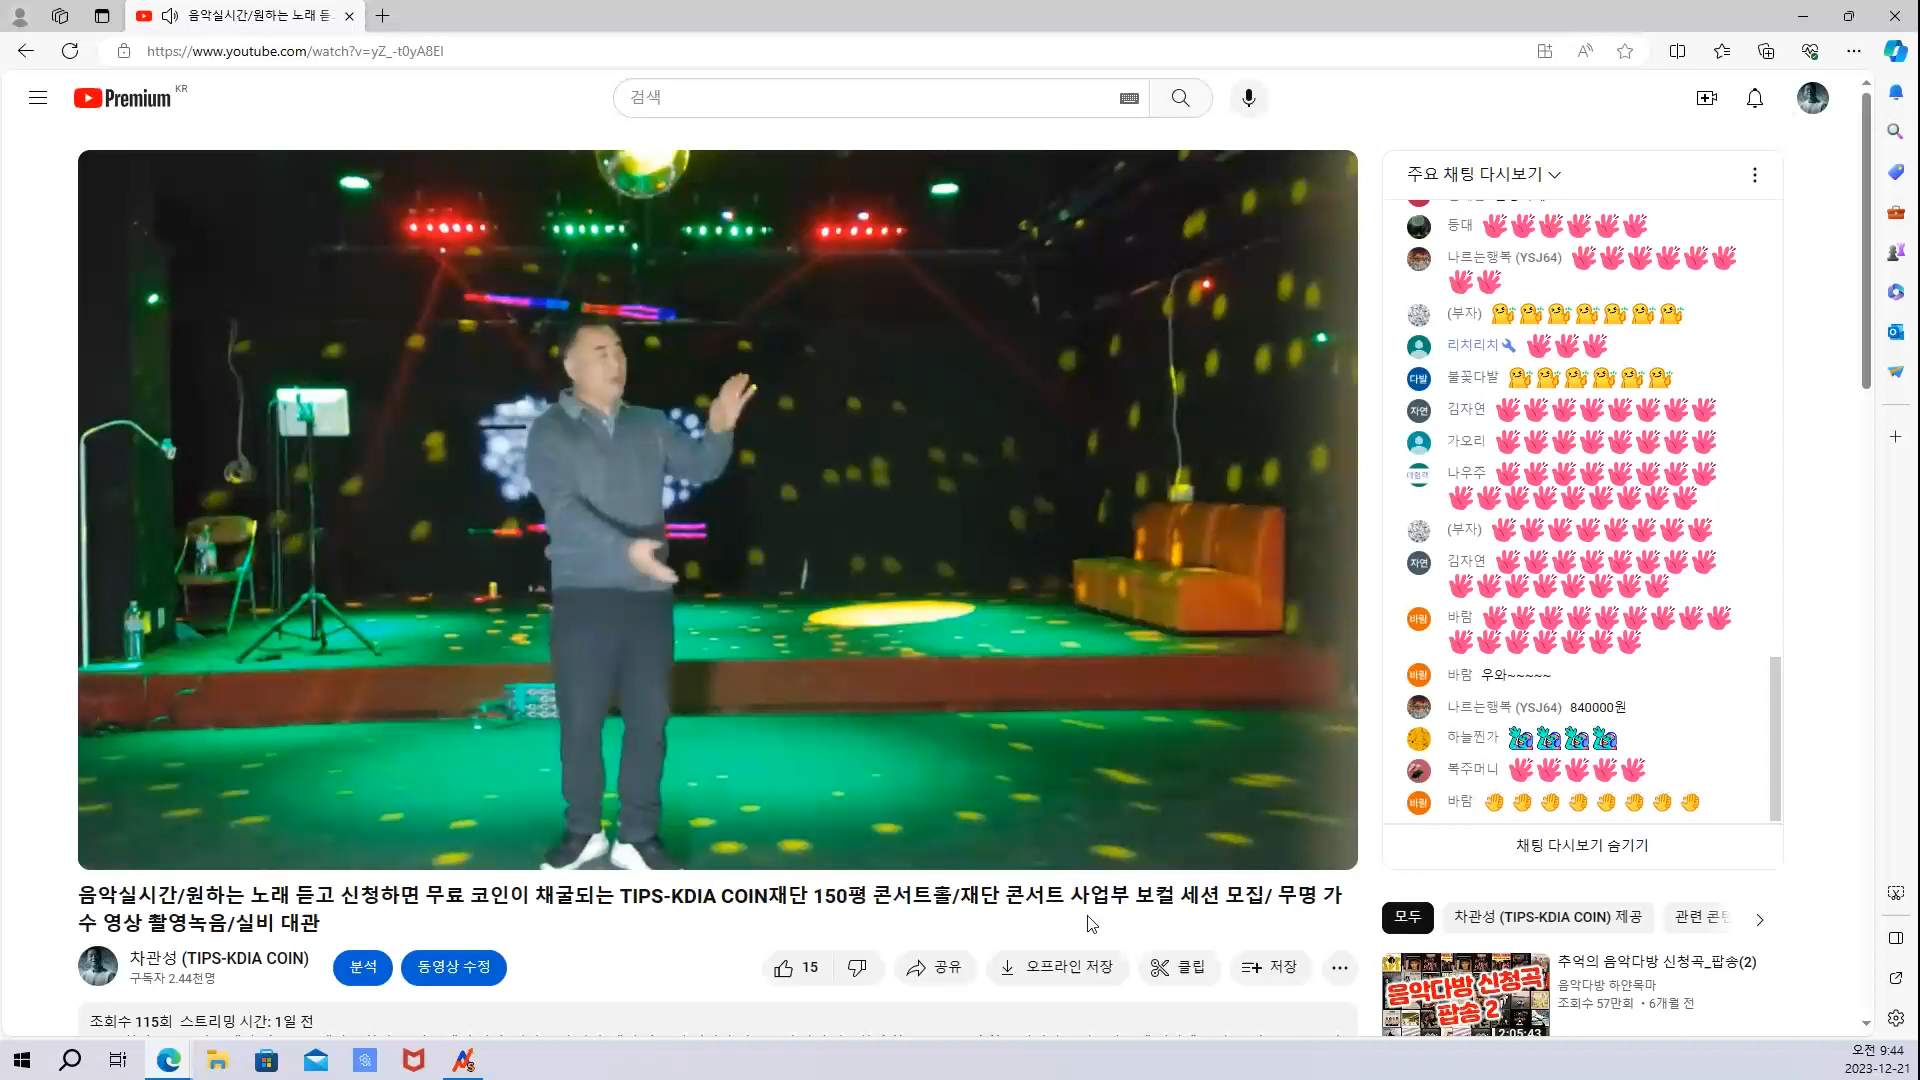 음악실시간/원하는 노래 듣
https://www.youtube.com/watch?v=yZ_-t0yA8EI
Premium KR
검색
주요 채팅 다시보기
등대
나르는행복 (YSJ64)
(부자)
리치리치
다발 불꽃다발
자연 김자연
가오리
나우주
(부자)
자연 김자연
바람 바람
바람 바람 우와~~~~~
나르는행복 (YSJ64) 840000원
하늘찐가
복주머니
바람 바람
채팅 다시보기 숨기기
음악실시간/원하는 노래 듣고 신청하면 무료 코인이 채굴되는 TIPS-KDIA COIN재단 150평 콘서트홀/재단 콘서트 사업부 보컬 세션 모집/ 무명 가
수 영상 촬영녹음/실비 대관
차관성 (TIPS-KDIA COIN)
구독자 2.44천명
분석
동영상 수정
15
공유
오프라인 저장
클립
저장
조회수 115회 스트리밍 시간: 1일 전
모두
차관성 (TIPS-KDIA COIN) 제공
관련
음악다방 신청곡
팝송 2
2:05:43
추억의 음악다방 신청곡_팝송(2)
음악다방 하얀목마
조회수 57만회 • 6개월 전
오전 9:44
2023-12-21